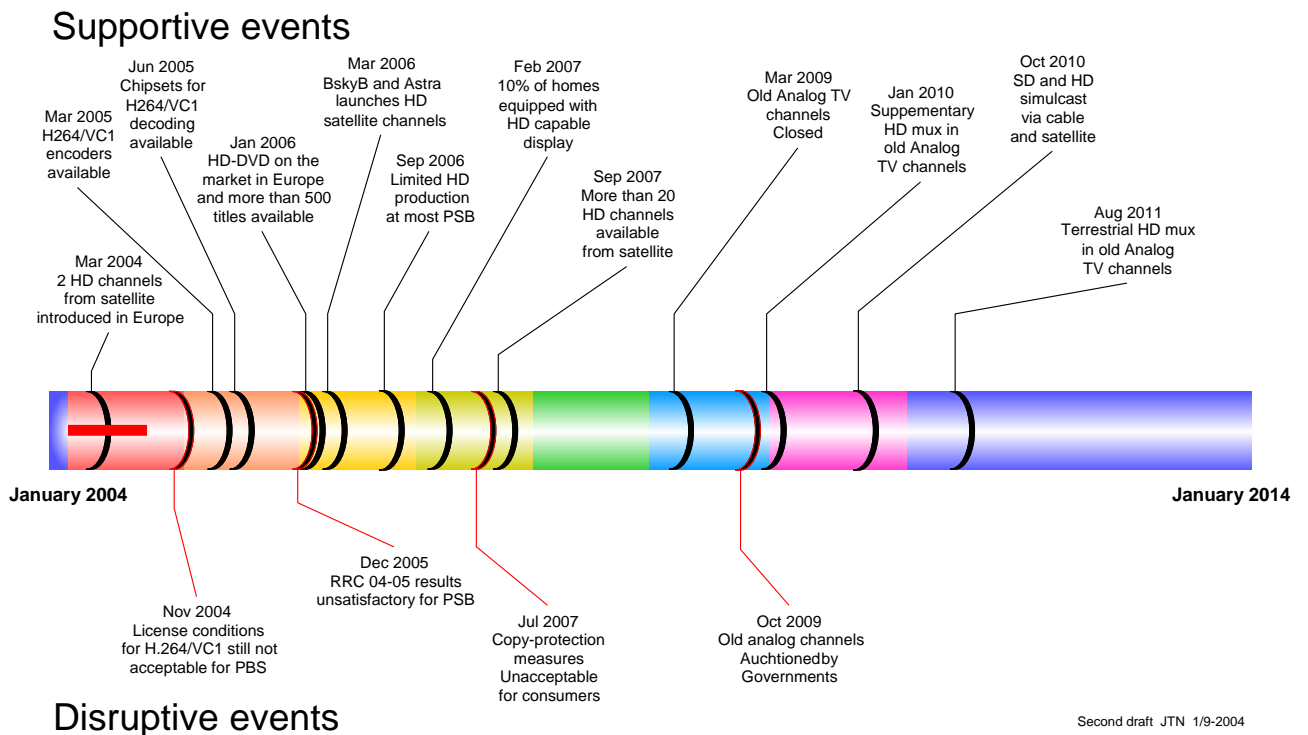 Supportive events
Mar 2004
2 HD channels
from satellite
introduced in Europe
Mar 2005
H264/VC1
encoders
available
Jun 2005
Chipsets for
H264/VC1
decoding
available
Jan 2006
HD-DVD on the
market in Europe
and more than 500
titles available
Mar 2006
BskyB and Astra
launches HD
satellite channels
Sep 2006
Limited HD
production
at most PSB
Feb 2007
10% of homes
equipped with
HD capable
display
Sep 2007
More than 20
HD channels
available
from satellite
Mar 2009
Old Analog TV
channels
Closed
Jan 2010
Suppementary
HD mux in
old Analog
TV channels
Oct 2010
SD and HD
simulcast
via cable
and satellite
Aug 2011
Terrestrial HD mux
in old Analog
TV channels
January 2004
January 2014
Nov 2004
License conditions
for H.264/VC1 still not
acceptable for PBS
Dec 2005
RRC 04-05 results
unsatisfactory for PSB
Jul 2007
Copy-protection
measures
Unacceptable
for consumers
Oct 2009
Old analog channels
Auchtionedby
Governments
Disruptive events
Second draft JTN 1/9-2004